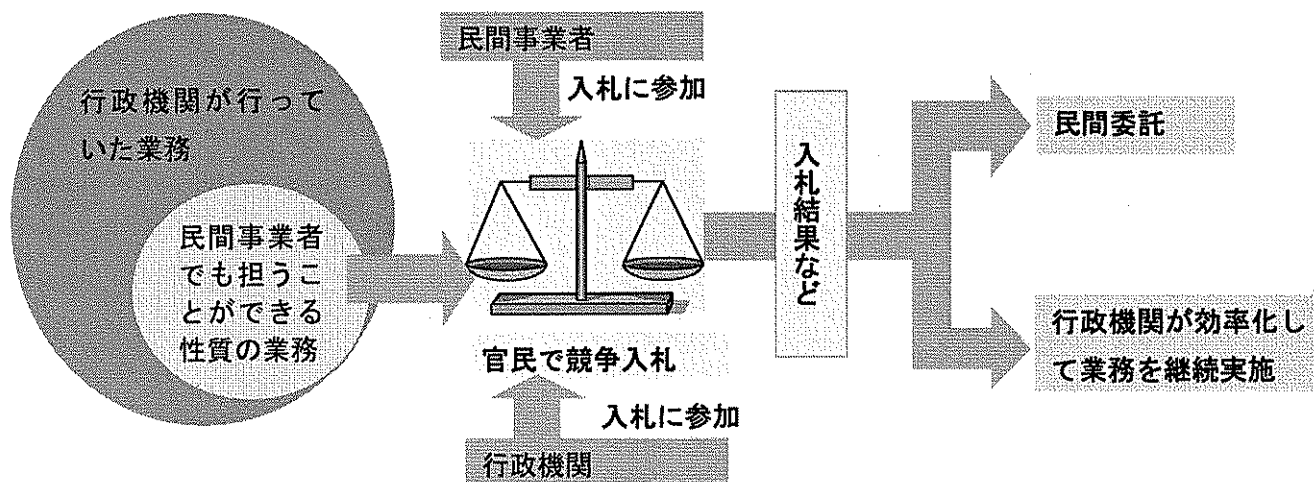 行政機関が行って
いた業務
民間事業者
でも担うこ
とができる
性質の業務
民間事業者
入札に参加
官民で競争入札
入札に参加
行政機関
入札結果など
民間委託
行政機関が効率化し
て業務を継続実施